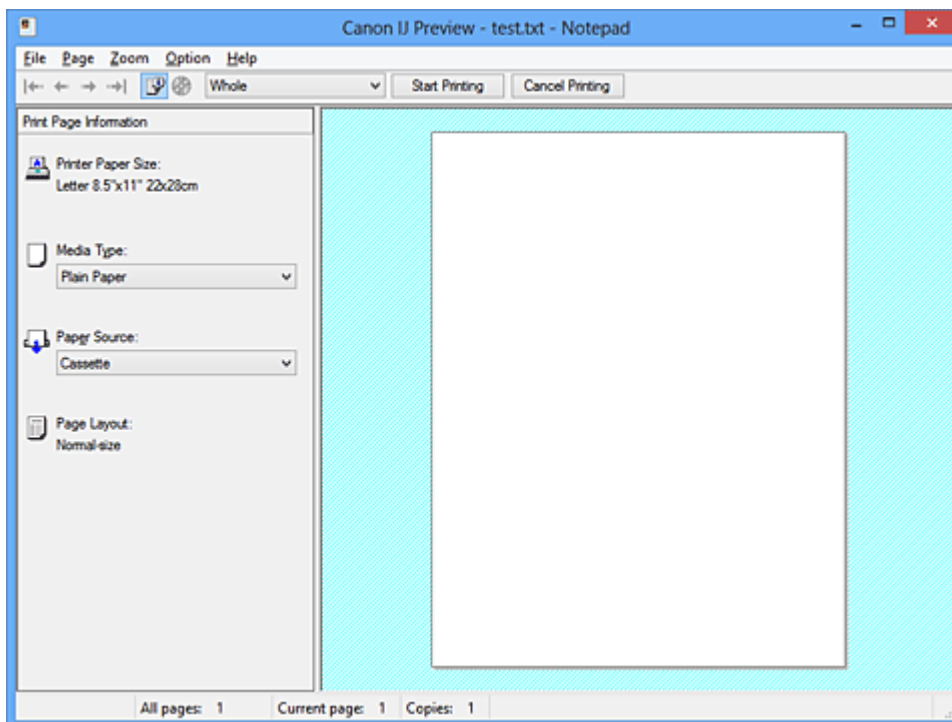 Canon IJ Preview - test.txt - Notepad
File Page Zoom Option Help
Whole Start Printing Cancel Printing
Print Page Information
Printer Paper Size:
Letter 8.5"x11" 22x28cm
Media Type:
Plain Paper
Paper Source:
Cassette
Page Layout:
Normal-size
All pages: 1 Current page: 1 Copies: 1